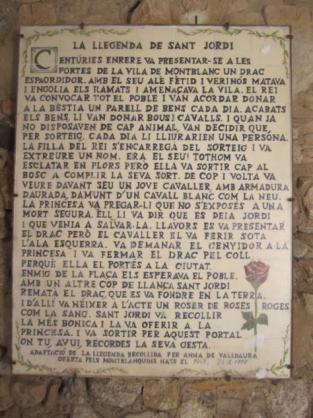 LA LLEGENDA DE SANT JORDI
CENTÚRIES ENRERE VA PRESENTAR-SE A LES
PORTES DE LA VILA DE MONTBLANC UN DRAC
ESPAORDIDOR. AMB EL SEU ALÈ FÈTID I VERINÓS MATAVA
I ENGOLIA ELS RAMATS I AMENAÇAVA LA VILA. EL REI
VA CONVOCAR TOT EL POBLE I VAN ACORDAR DONAR
A LA BÈSTIA UN PARELL DE BENS CADA DIA. ACABATS
ELS BENS, LI VAN DONAR BOUS I CAVALLS. I QUAN JA
NO DISPOSAVEN DE CAP ANIMAL, VAN DECIDIR QUE,
PER SORTEIG, CADA DIA LI LLIURARIEN UNA PERSONA.
LA FILLA DEL REI S'ENCARREGÀ DEL SORTEIG I VA
EXTREURE UN NOM. ERA EL SEU! TOTHOM VA
ESCLATAR EN PLORS PERÒ ELLA VA SORTIR CAP AL
BOSC A COMPLIR LA SEVA SORT. DE COP I VOLTA VA
VEURE DAVANT SEU UN JOVE CAVALLER, AMB ARMADURA
DAURADA, DAMUNT D'UN CAVALL BLANC COM LA NEU.
LA PRINCESA VA PREGAR-LI QUE NO S'EXPOSÉS A UNA
MORT SEGURA. ELL LI VA DIR QUE ES DEIA JORDI
I QUE VENIA A SALVAR-LA. LLAVORS ES VA PRESENTAR
EL DRAC PERÒ EL CAVALLER EL VA FERIR SOTA
L'ALA ESQUERRA. VA DEMANAR EL CENYIDOR A LA
PRINCESA I VA FERMAR EL DRAC PEL COLL
PERQUÈ ELLA EL PORTÉS A LA CIUTAT.
ENMIG DE LA PLAÇA ELS ESPERAVA EL POBLE.
AMB UN ALTRE COP DE LLANÇA, SANT JORDI
REMATÀ EL DRAC QUE ES VA FONDRE EN LA TERRA.
I D'ALLÍ VA NÉIXER A L'ACTE UN ROSER DE ROSES ROGES
COM LA SANG. SANT JORDI VA RECOLLIR
LA MÉS BONICA I LA VA OFERIR A LA
PRINCESA. I VA SORTIR PER AQUEST PORTAL
ON TU, AVUI, RECORDES LA SEVA GESTA.
ADAPTACIÓ DE LA LLEGENDA RECOLLIDA PER ANNA DE VALLDAURA
OFERTA PELS MONTBLANQUINS NATS EL